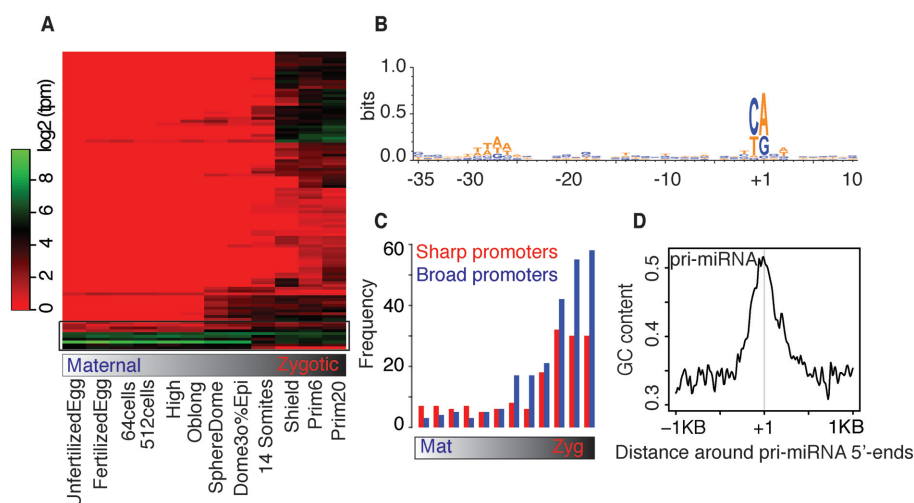 A
log2 (tpm)
8
6
4
2
0
Maternal
Zygotic
UnfertilizedEgg
FertilizedEgg
64cells
512cells
High
Oblong
SphereDome
Dome3o%Epi
14 Somites
Shield
Prim6
Prim20
B
bits
1.0
0.5
0.0
CA
TG
-35
-30
-20
-10
+1
10
C
Sharp promoters
Broad promoters
Frequency
60
40
20
0
Mat
Zyg
D
pri-miRNA
GC content
0.5
0.4
0.3
−1KB
+1
1KB
Distance around pri-miRNA 5'-ends